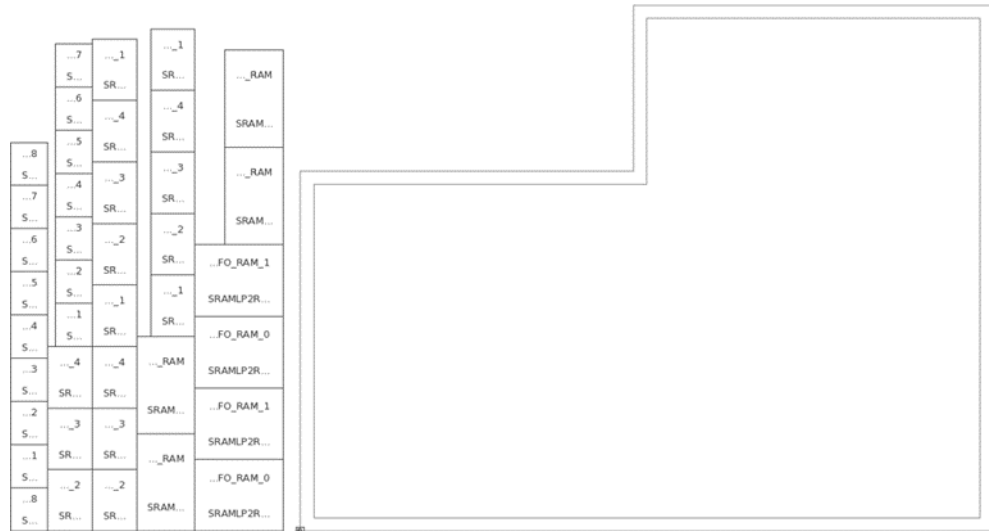 ...8
S...
...7
S...
...6
S...
...5
S...
...4
S...
...3
S...
...2
S...
...1
S...
...8
S...
...7
S...
...6
S...
...5
S...
...4
S...
...3
S...
...2
S...
...1
S...
..._4
SR...
..._3
SR...
..._2
SR...
..._1
SR...
..._4
SR...
..._3
SR...
..._2
SR...
..._1
SR...
..._4
SR...
..._3
SR...
..._2
SR...
..._1
SR...
..._4
SR...
..._3
SR...
..._2
SR...
..._1
SR...
..._RAM
SRAM...
..._RAM
SRAM...
..._RAM
SRAM...
..._RAM
SRAM...
...FO_RAM_1
SRAMLP2R...
...FO_RAM_0
SRAMLP2R...
...FO_RAM_1
SRAMLP2R...
...FO_RAM_0
SRAMLP2R...